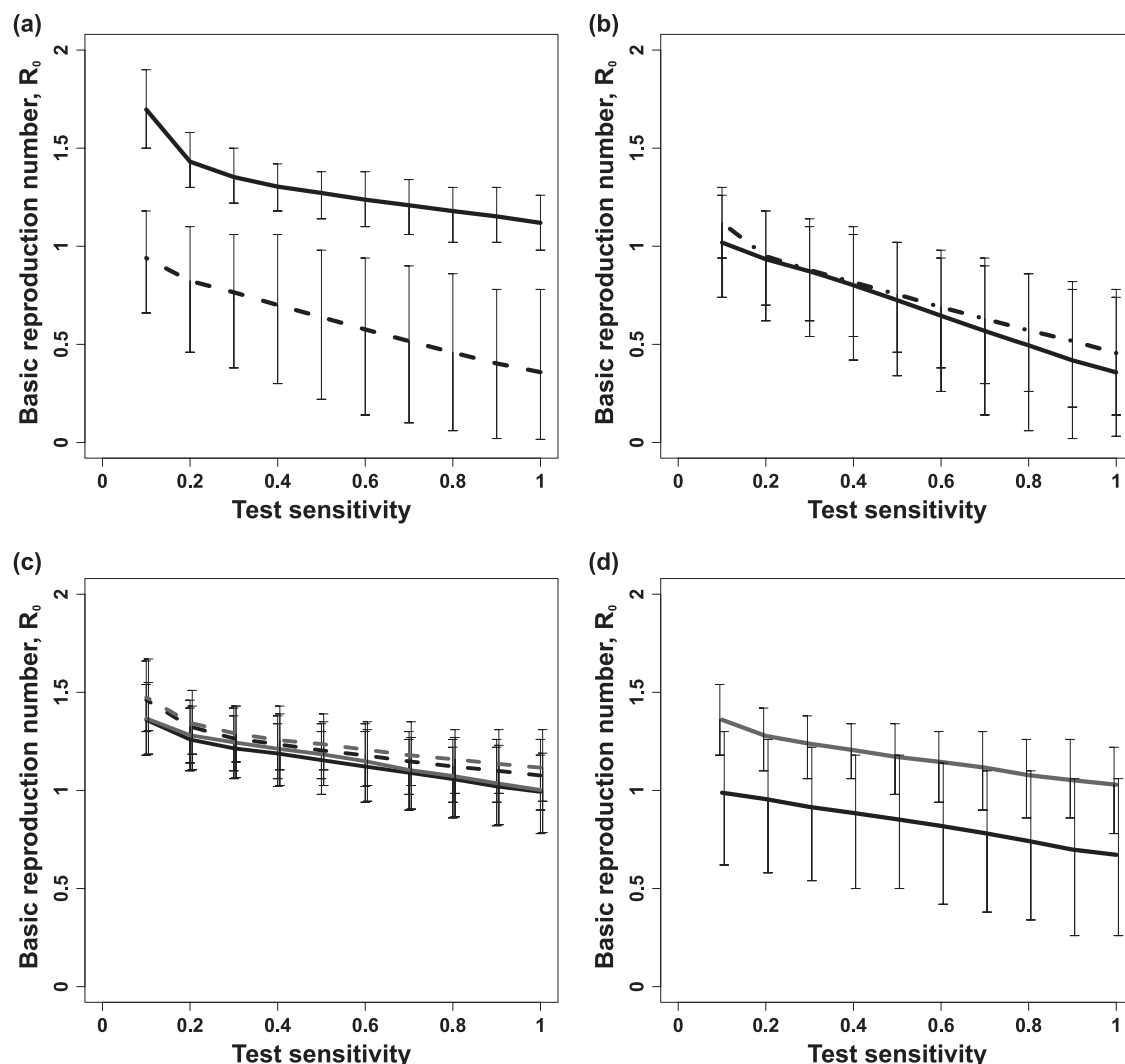 (a)
Basic reproduction number, R₀
2
1.5
1
0.5
0
0 0.2 0.4 0.6 0.8 1
Test sensitivity
(b)
Basic reproduction number, R₀
2
1.5
1
0.5
0
0 0.2 0.4 0.6 0.8 1
Test sensitivity
(c)
Basic reproduction number, R₀
2
1.5
1
0.5
0
0 0.2 0.4 0.6 0.8 1
Test sensitivity
(d)
Basic reproduction number, R₀
2
1.5
1
0.5
0
0 0.2 0.4 0.6 0.8 1
Test sensitivity